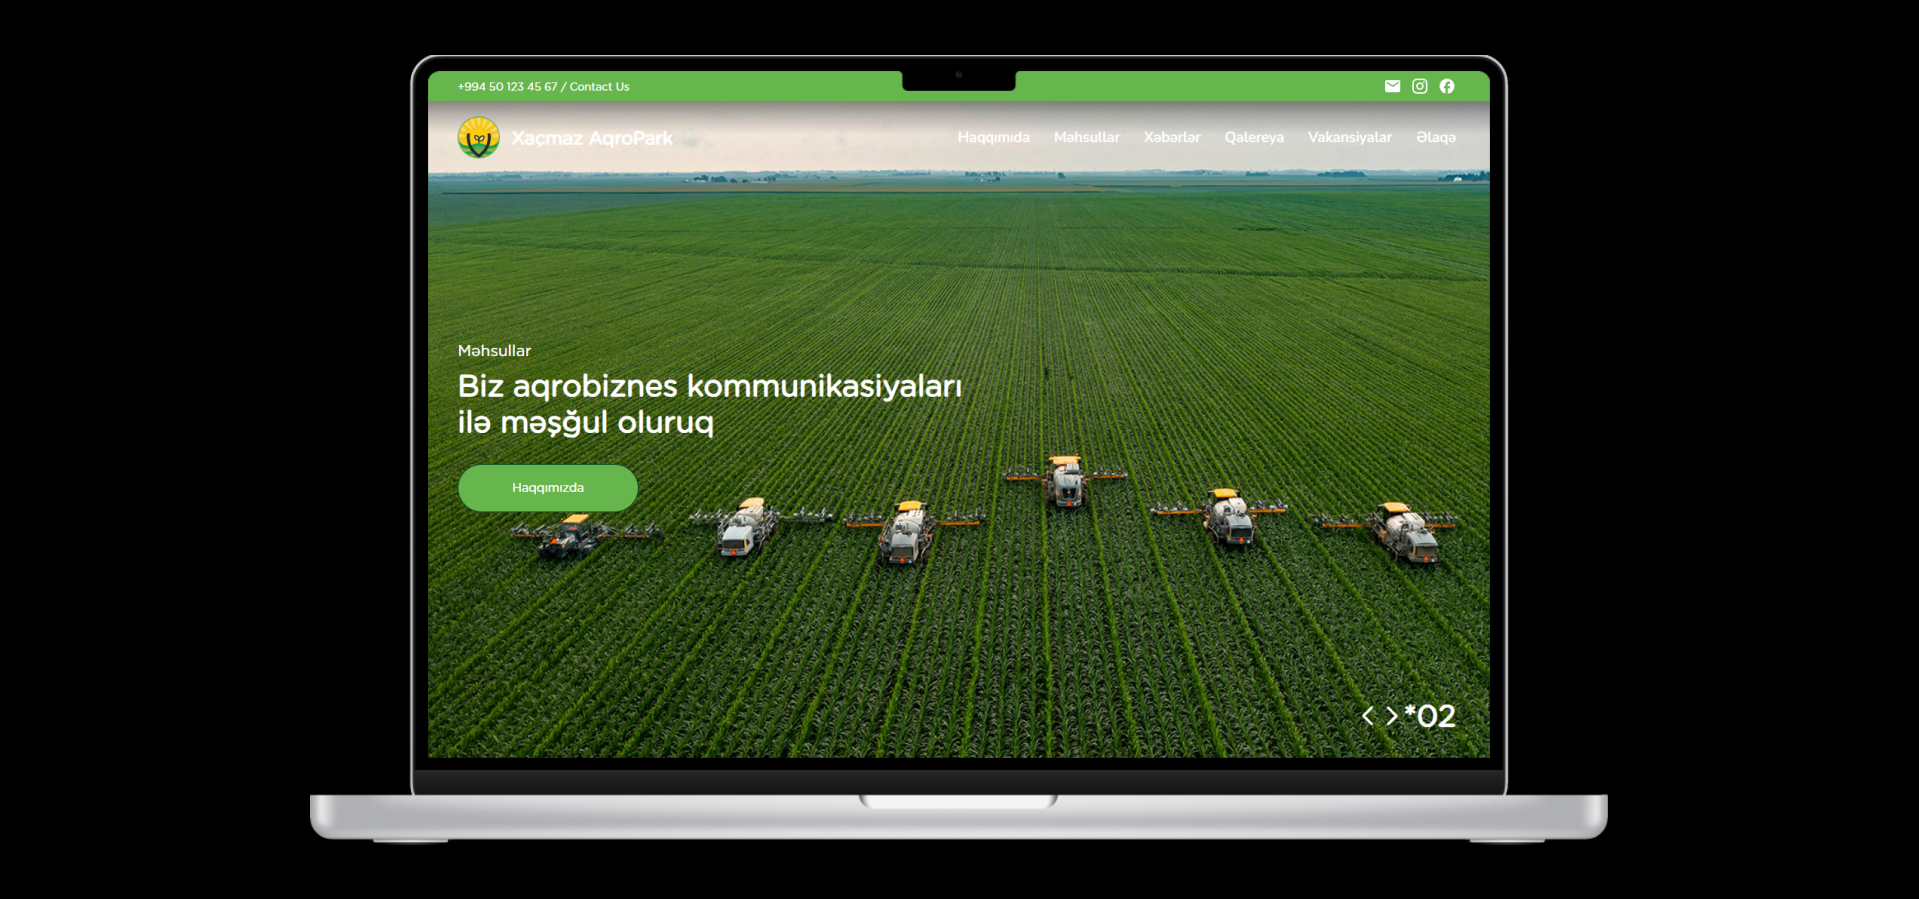 +994 50 123 45 67 / Contact Us
Xaçmaz AqroPark
Haqqımıda Məhsullar Xəbərlər Qalereya Vakansiyalar Əlaqə
Məhsullar
Biz aqrobiznes kommunikasiyaları
ilə məşğul oluruq
Haqqımızda
*02